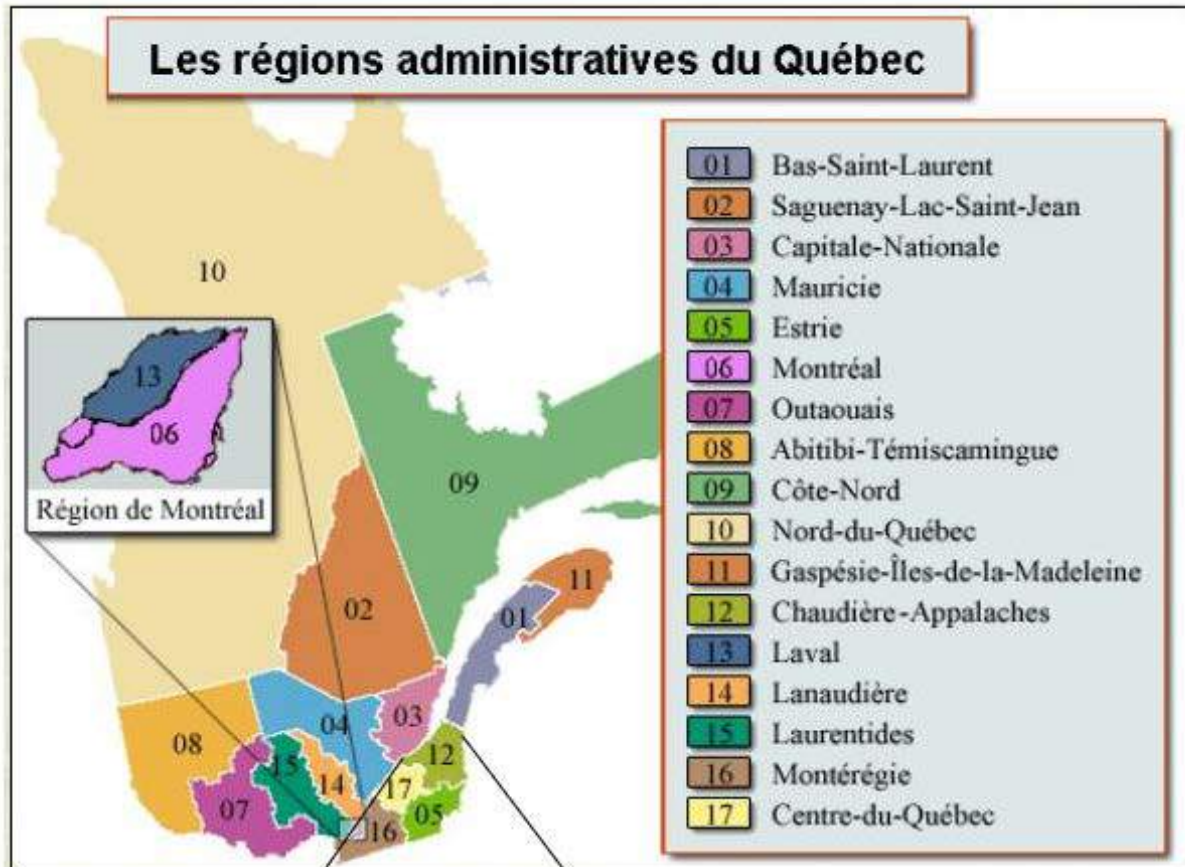 Les régions administratives du Québec
01 Bas-Saint-Laurent
02 Saguenay-Lac-Saint-Jean
03 Capitale-Nationale
04 Mauricie
05 Estrie
06 Montréal
07 Outaouais
08 Abitibi-Témiscamingue
09 Côte-Nord
10 Nord-du-Québec
11 Gaspésie-Îles-de-la-Madeleine
12 Chaudière-Appalaches
13 Laval
14 Lanaudière
15 Laurentides
16 Montérégie
17 Centre-du-Québec
10
13
06
Région de Montréal
09
11
02
01
03
04
08
12
15
14
17
07
16
05